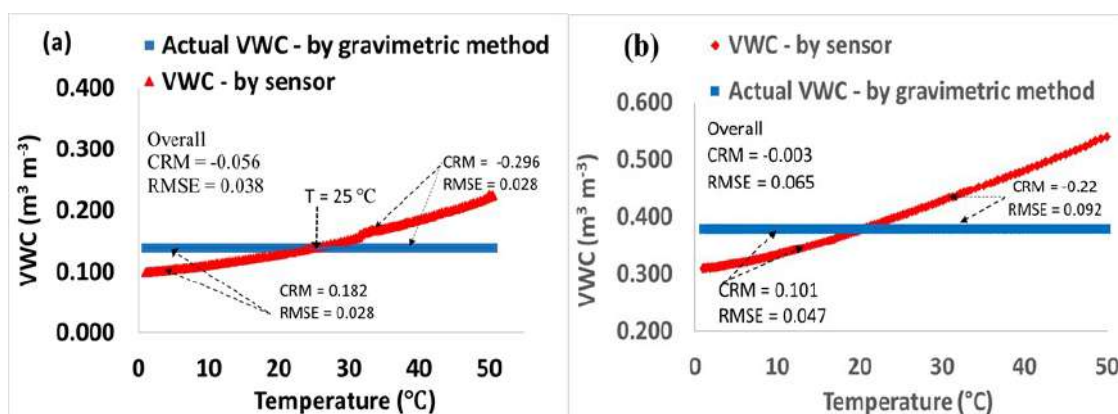 (a)
Actual VWC - by gravimetric method
VWC - by sensor
0.400
0.300
0.200
0.100
0.000
VWC (m³ m⁻³)
Overall
CRM = -0.056
RMSE = 0.038
T = 25 °C
CRM = -0.296
RMSE = 0.028
CRM = 0.182
RMSE = 0.028
0 10 20 30 40 50
Temperature (°C)
(b)
VWC - by sensor
Actual VWC - by gravimetric method
0.600
0.500
0.400
0.300
0.200
VWC (m³ m⁻³)
Overall
CRM = -0.003
RMSE = 0.065
CRM = -0.22
RMSE = 0.092
CRM = 0.101
RMSE = 0.047
0 10 20 30 40 50
Temperature (°C)